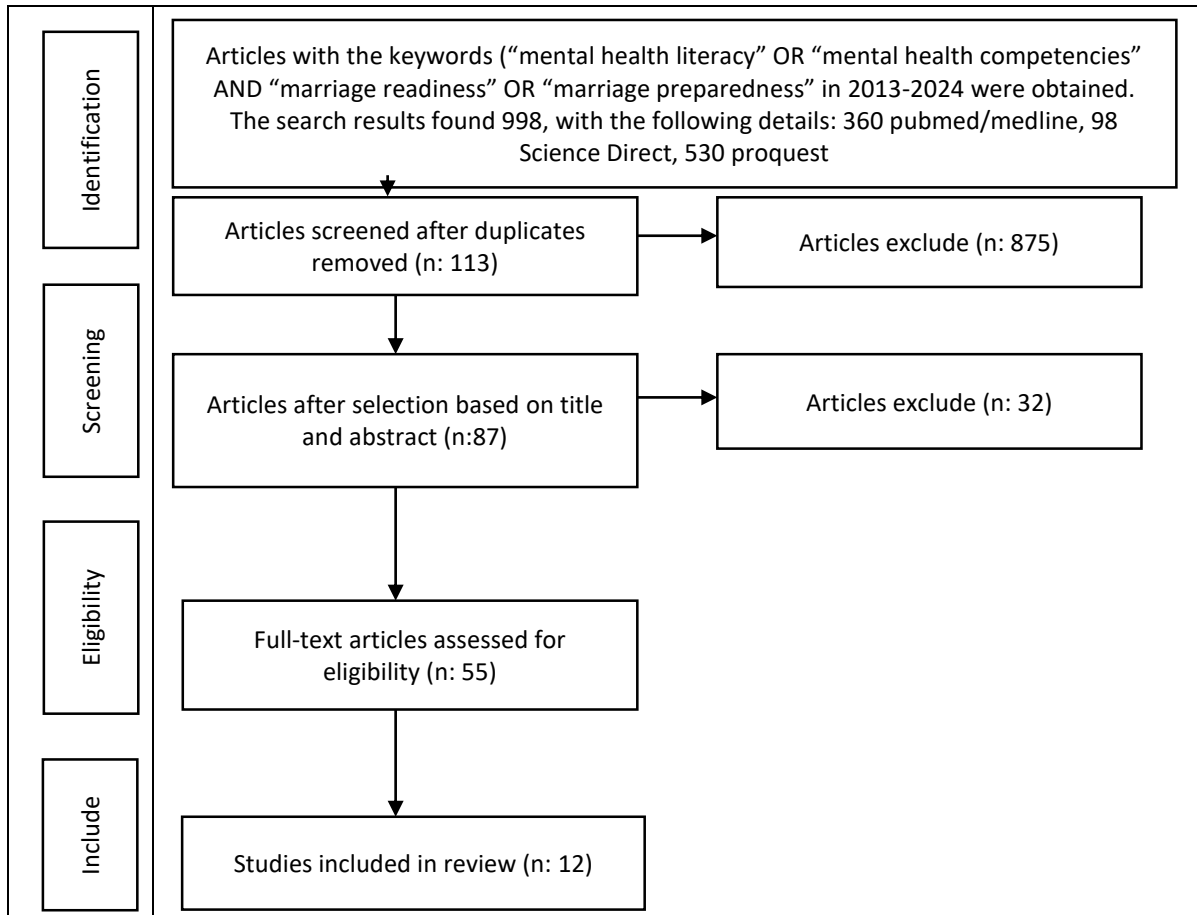 Identification
Articles with the keywords (“mental health literacy” OR “mental health competencies”
AND “marriage readiness” OR “marriage preparedness” in 2013-2024 were obtained.
The search results found 998, with the following details: 360 pubmed/medline, 98
Science Direct, 530 proquest
Articles screened after duplicates
removed (n: 113)
Articles exclude (n: 875)
Screening
Articles after selection based on title
and abstract (n:87)
Articles exclude (n: 32)
Eligibility
Full-text articles assessed for
eligibility (n: 55)
Include
Studies included in review (n: 12)